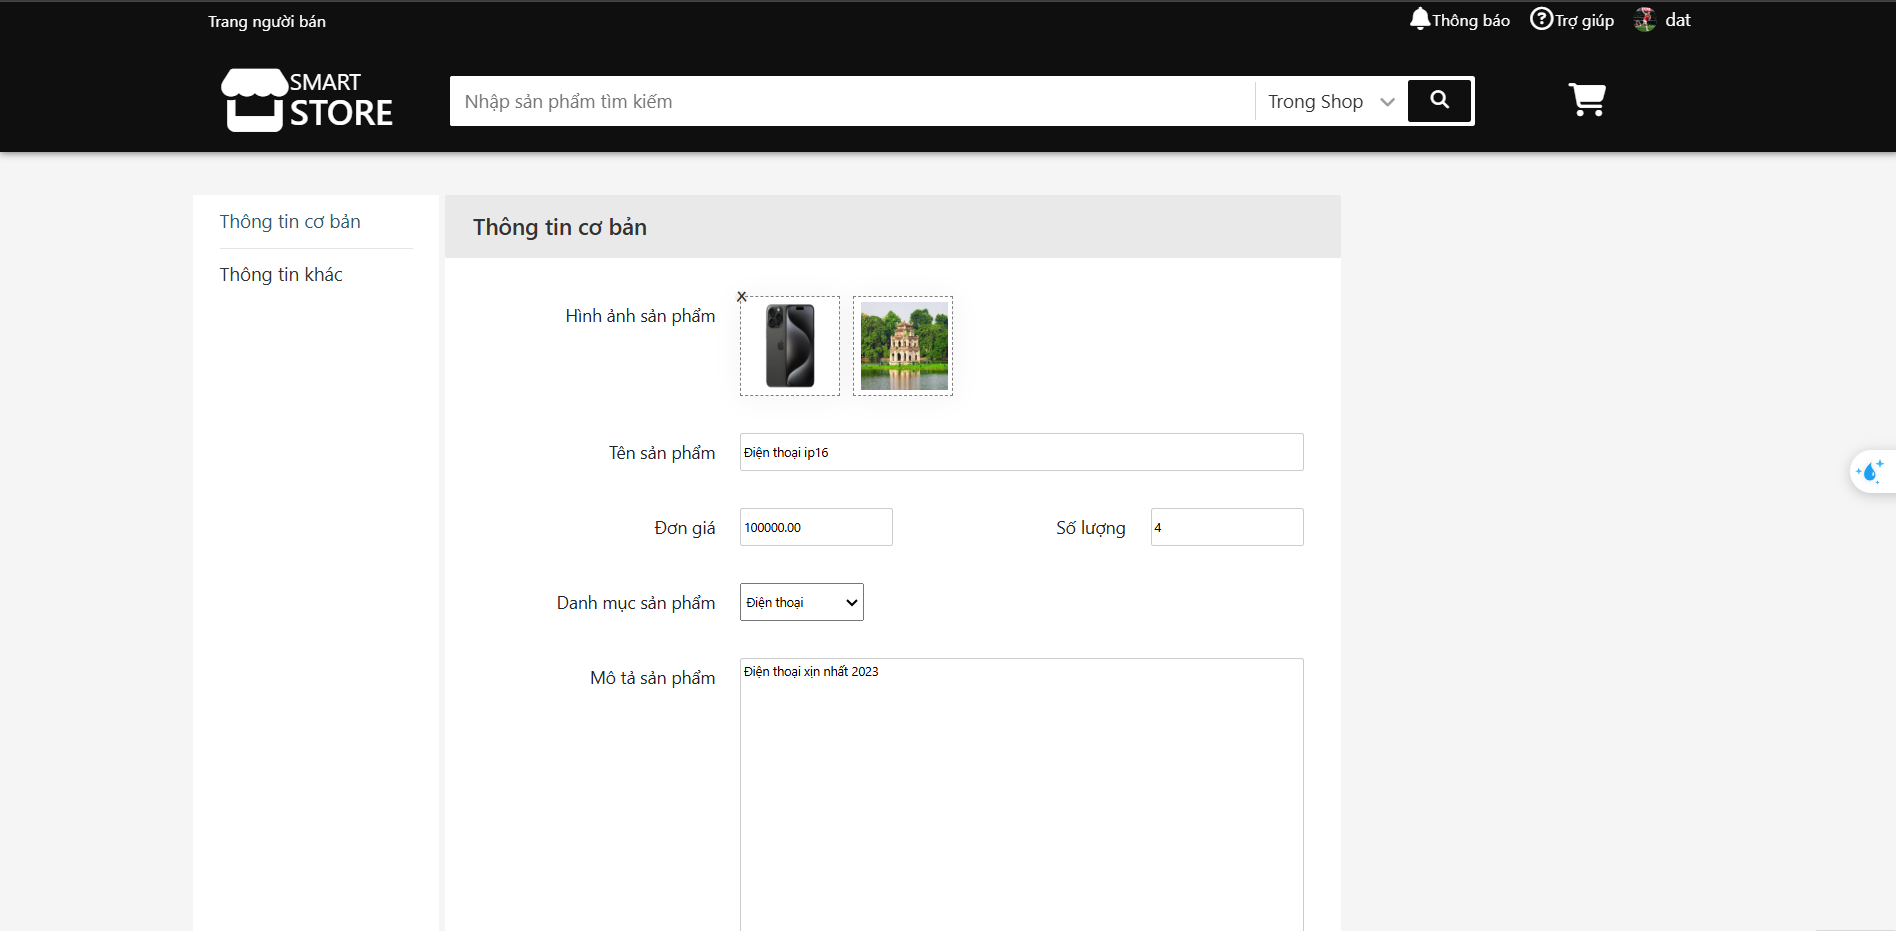 Trang người bán
Thông báo
Trợ giúp
dat
SMART
STORE
Nhập sản phẩm tìm kiếm
Trong Shop
Thông tin cơ bản
Thông tin khác
Thông tin cơ bản
Hình ảnh sản phẩm
x
Tên sản phẩm
Điện thoại ip16
Đơn giá
100000.00
Số lượng
4
Danh mục sản phẩm
Điện thoại
Mô tả sản phẩm
Điện thoại xịn nhất 2023